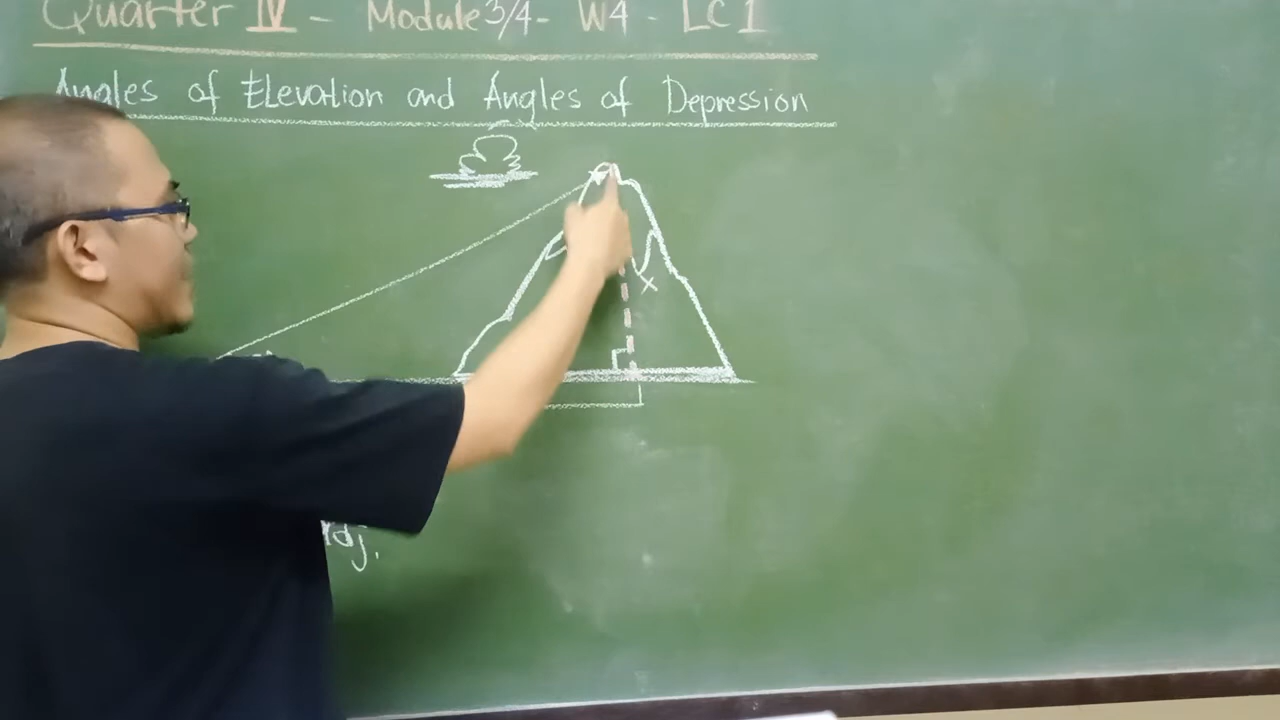 Quarter IV - Module 3/4 - W4 - LC 1
Angles of Elevation and Angles of Depression
x
Adj.